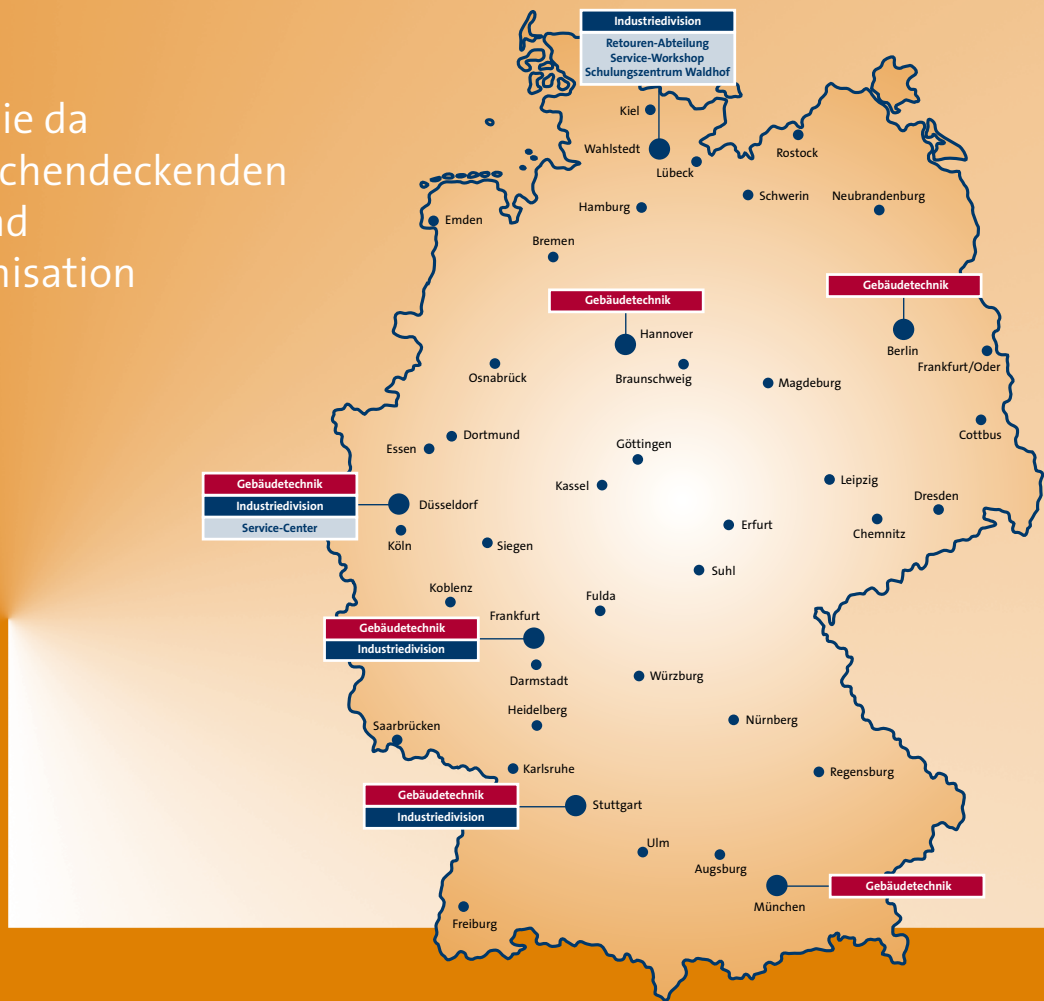 ie da
chendeckenden
d
nisation
Industriedivision
Retouren-Abteilung
Service-Workshop
Schulungszentrum Waldhof
Kiel
Wahlstedt
Lübeck
Rostock
Hamburg
Schwerin
Neubrandenburg
Emden
Bremen
Gebäudetechnik
Hannover
Gebäudetechnik
Berlin
Frankfurt/Oder
Osnabrück
Braunschweig
Magdeburg
Cottbus
Dortmund
Essen
Göttingen
Kassel
Leipzig
Dresden
Chemnitz
Gebäudetechnik
Industriedivision
Service-Center
Düsseldorf
Köln
Siegen
Erfurt
Suhl
Koblenz
Fulda
Frankfurt
Gebäudetechnik
Industriedivision
Darmstadt
Würzburg
Heidelberg
Nürnberg
Saarbrücken
Karlsruhe
Regensburg
Gebäudetechnik
Industriedivision
Stuttgart
Ulm
Augsburg
München
Gebäudetechnik
Freiburg